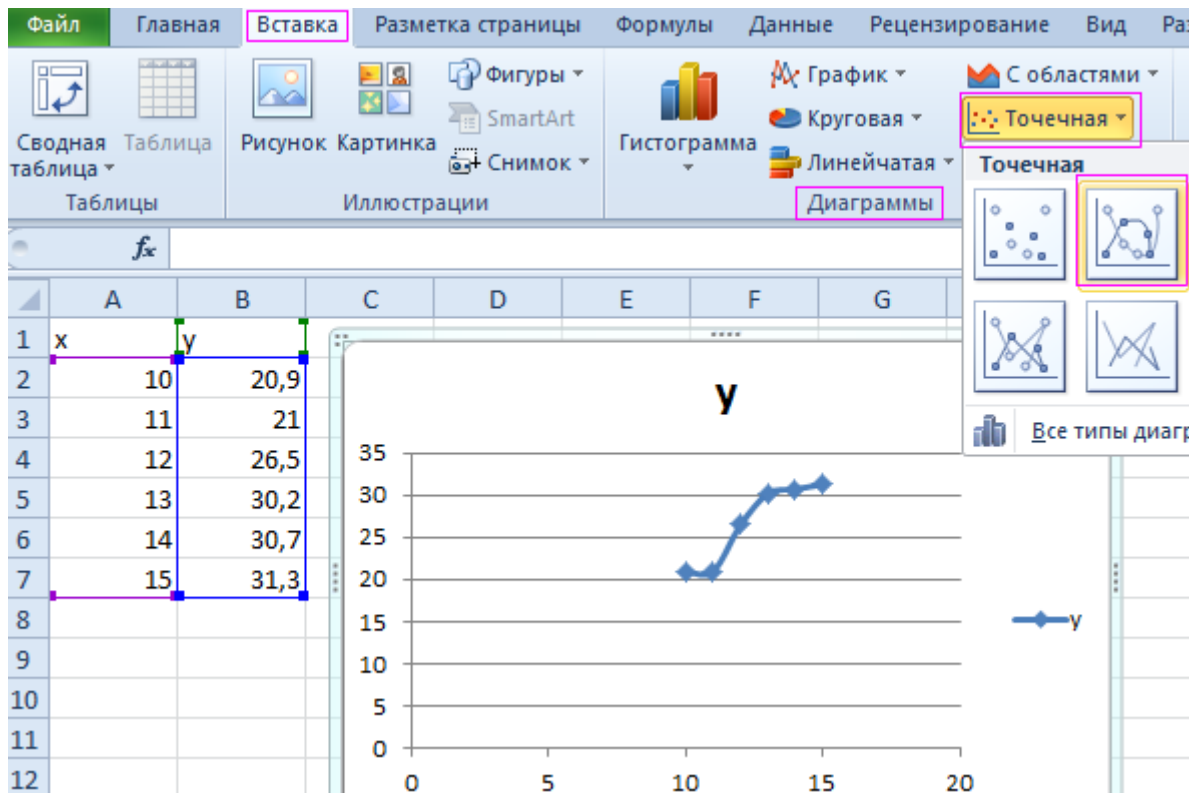 Файл Главная Вставка Разметка страницы Формулы Данные Рецензирование Вид
Фигуры График С областями
SmartArt Круговая Точечная
Сводная таблица Таблица Рисунок Картинка Снимок Гистограмма Линейчатая
Таблицы Иллюстрации Диаграммы
Точечная
Все типы
fx
A B C D E F G
1 x y
2 10 20,9
3 11 21
4 12 26,5
5 13 30,2
6 14 30,7
7 15 31,3
8
9
10
11
12
y
35
30
25
20
15
10
5
0
0 5 10 15 20
y